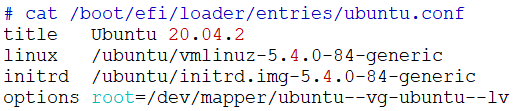 # cat /boot/efi/loader/entries/ubuntu.conf
title   Ubuntu 20.04.2
linux   /ubuntu/vmlinuz-5.4.0-84-generic
initrd  /ubuntu/initrd.img-5.4.0-84-generic
options root=/dev/mapper/ubuntu--vg-ubuntu--lv